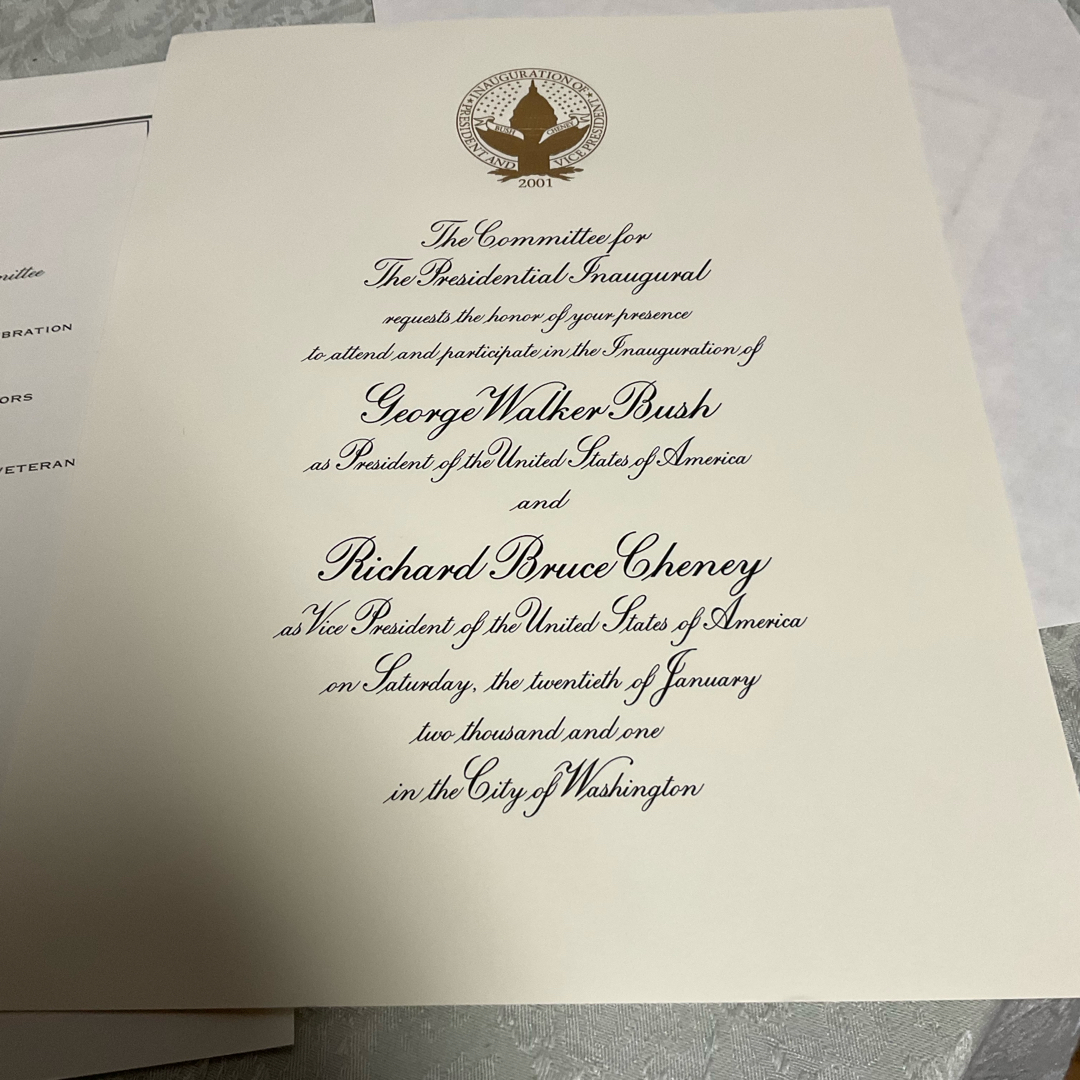 INAUGURATION OF
PRESIDENT AND VICE PRESIDENT
BUSH CHENEY
2001
The Committee for
The Presidential Inaugural
requests the honor of your presence
to attend and participate in the Inauguration of
George Walker Bush
as President of the United States of America
and
Richard Bruce Cheney
as Vice President of the United States of America
on Saturday, the twentieth of January
two thousand and one
in the City of Washington
mittee
BRATION
ORS
VETERAN